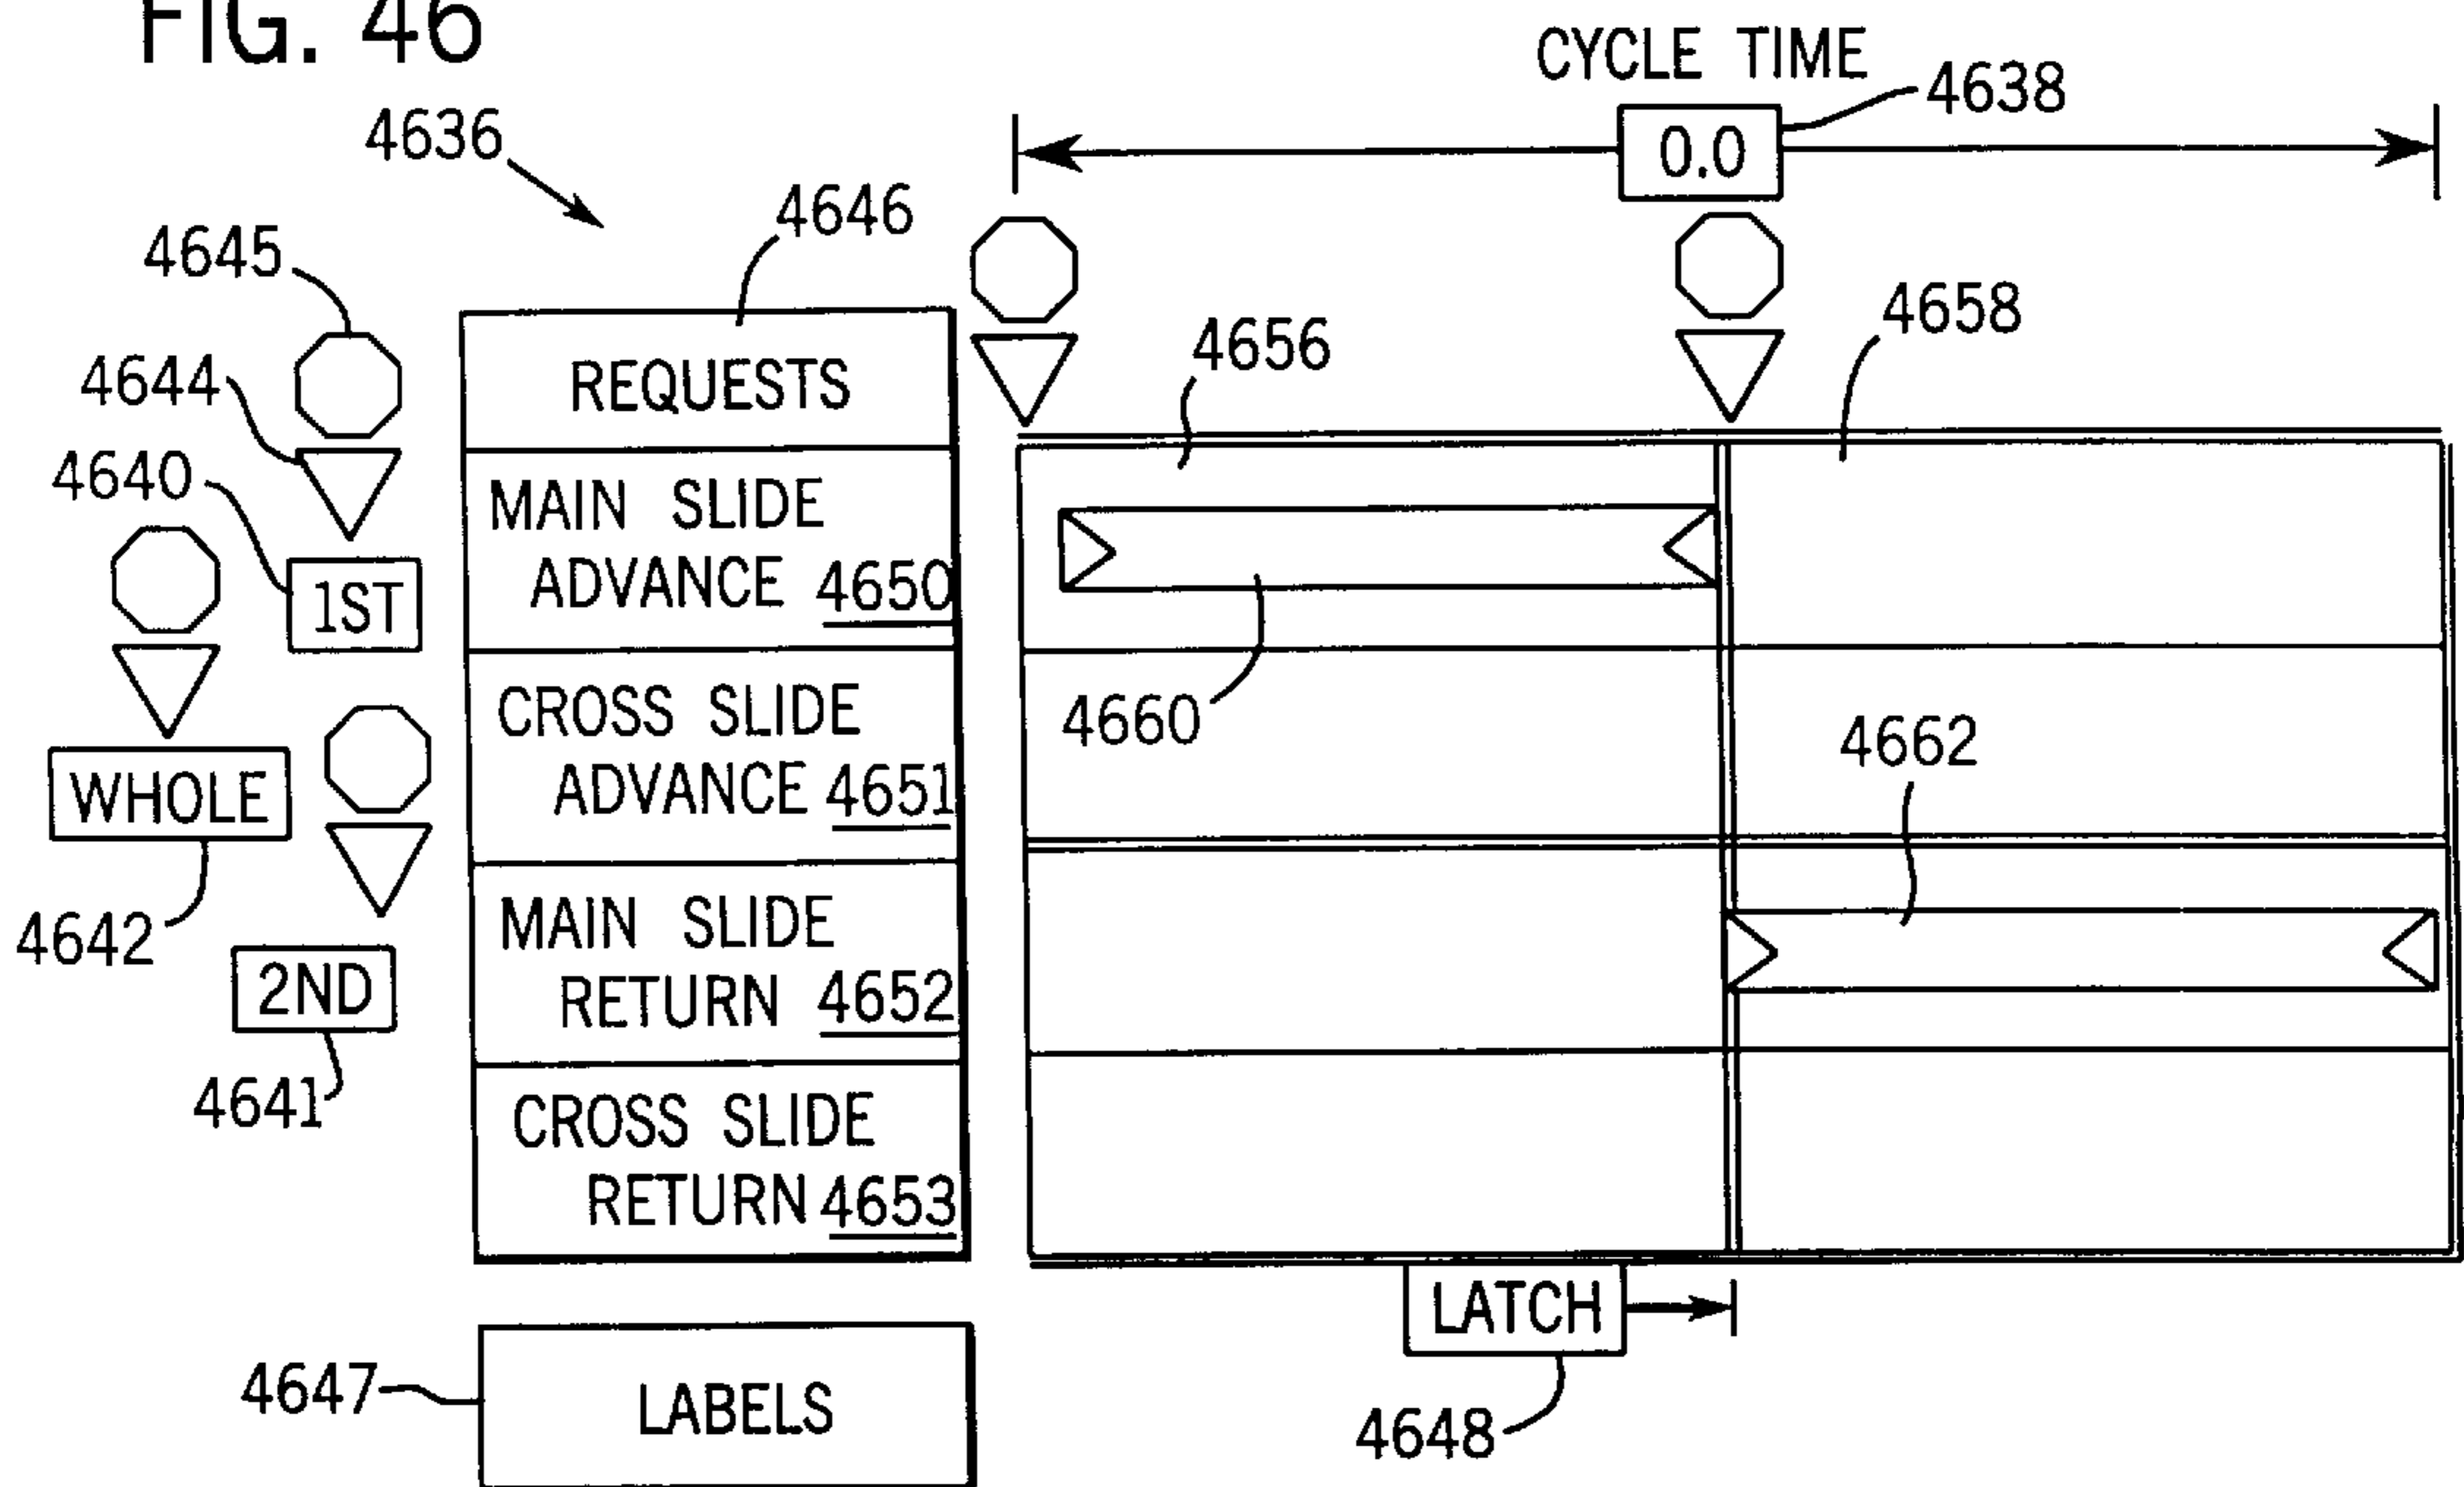 FIG. 46
CYCLE TIME
4638
0.0
4636
4646
4645
4658
4656
4644
REQUESTS
4640
MAIN SLIDE
ADVANCE 4650
1ST
4660
CROSS SLIDE
ADVANCE 4651
4662
WHOLE
4642
MAIN SLIDE
RETURN 4652
2ND
4641
CROSS SLIDE
RETURN 4653
LATCH
4647
LABELS
4648